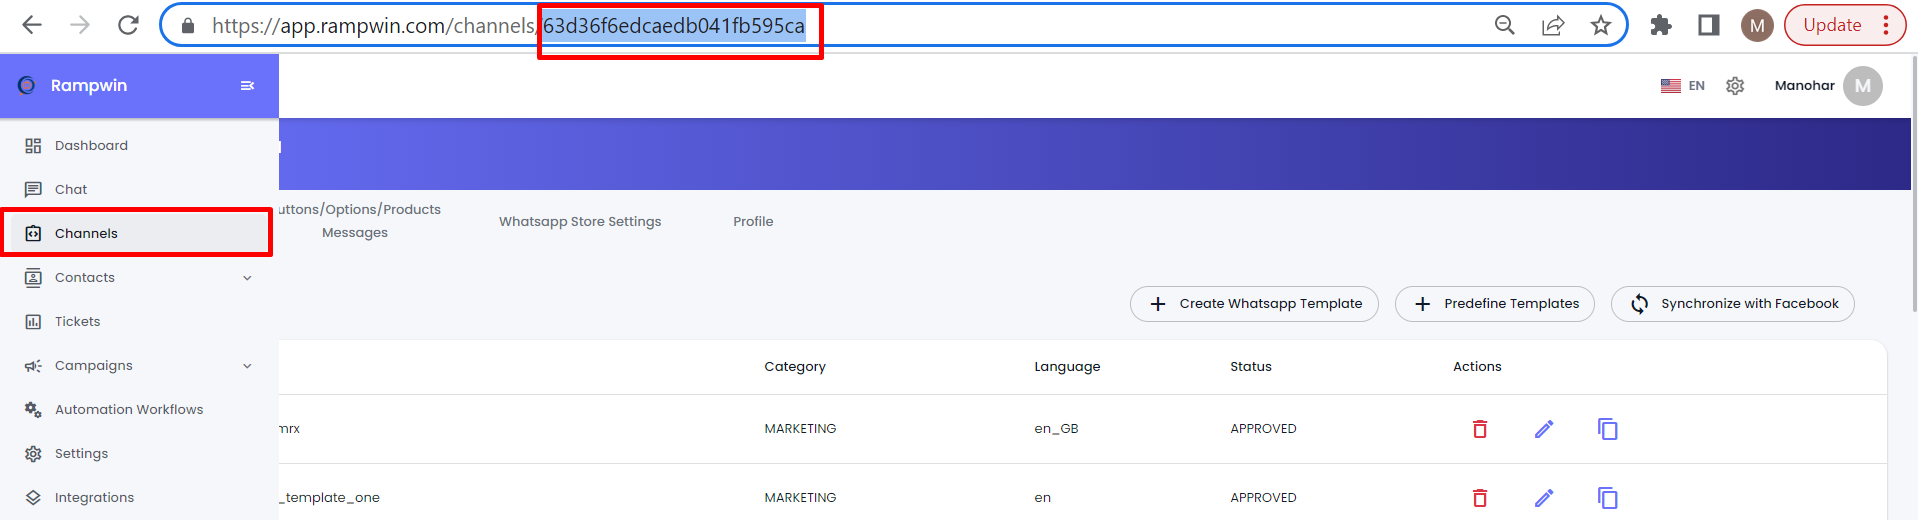 https://app.rampwin.com/channels/63d36f6edcaedb041fb595ca
M
Update
Rampwin
EN
Manohar
M
Dashboard
Chat
Channels
Contacts
Tickets
Campaigns
Automation Workflows
Settings
Integrations
uttons/Options/Products
Messages
Whatsapp Store Settings
Profile
Create Whatsapp Template
Predefine Templates
Synchronize with Facebook
Category Language Status Actions
mrx MARKETING en_GB APPROVED
_template_one MARKETING en APPROVED